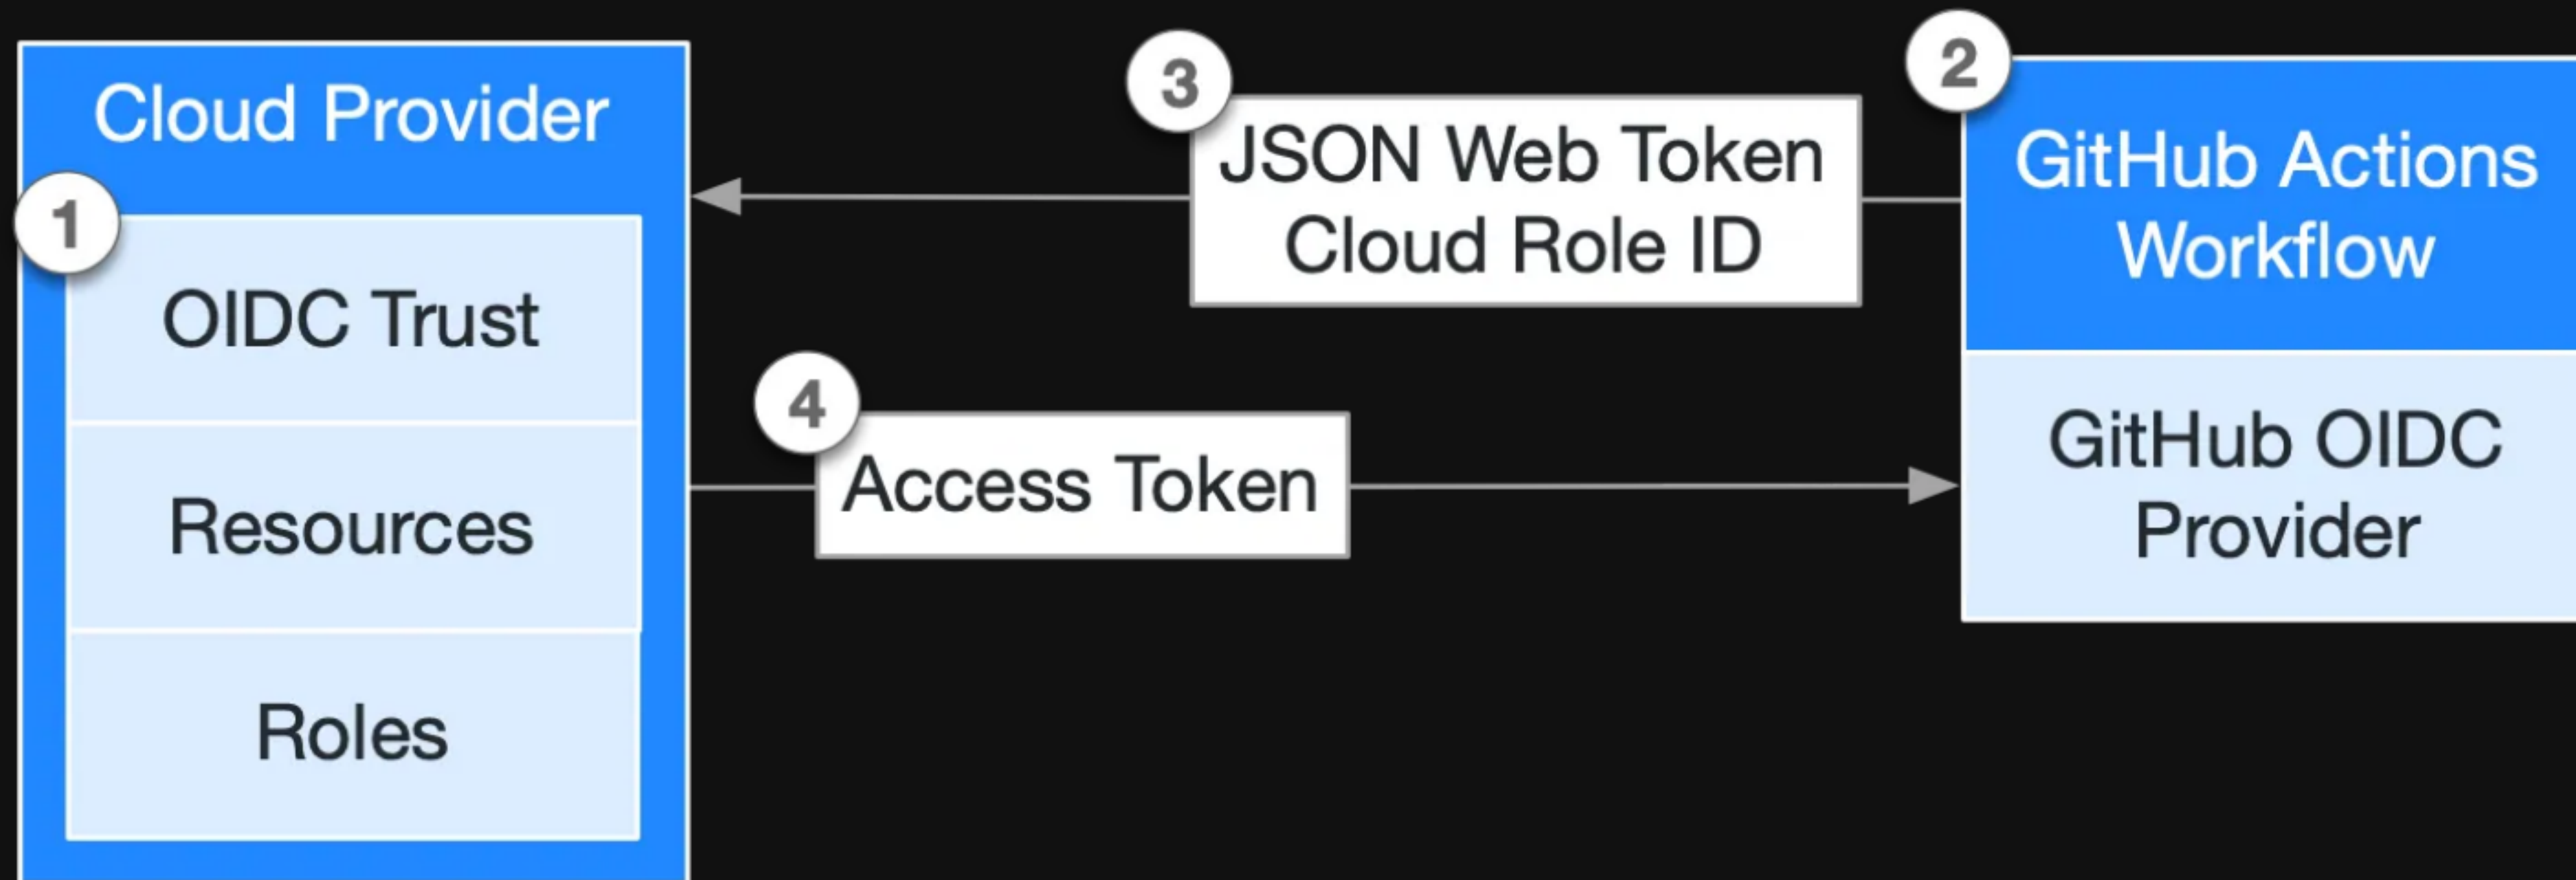 Cloud Provider
1
OIDC Trust
Resources
Roles
3
JSON Web Token
Cloud Role ID
4
Access Token
2
GitHub Actions
Workflow
GitHub OIDC
Provider